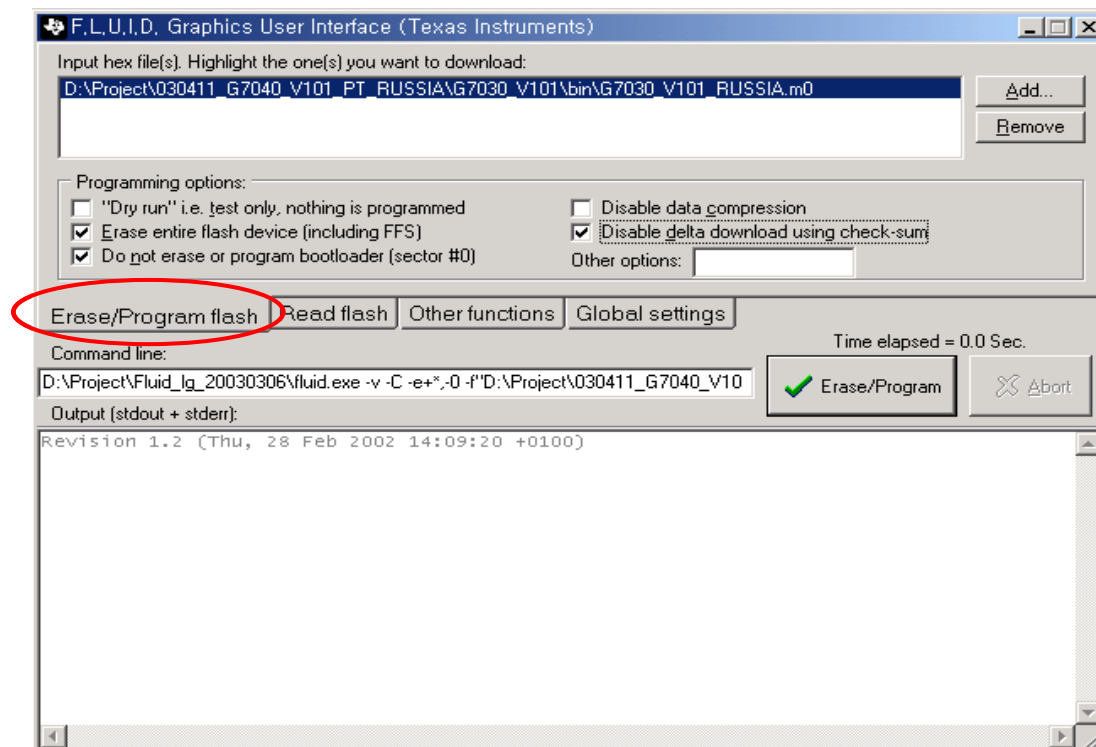 F,L,U,I,D, Graphics User Interface (Texas Instruments)
Input hex file(s). Highlight the one(s) you want to download:
D:\Project\030411_G7040_V101_PT_RUSSIA\G7030_V101\bin\G7030_V101_RUSSIA.m0
Add...
Remove
Programming options:
"Dry run" i.e. test only, nothing is programmed
Disable data compression
Erase entire flash device (including FFS)
Disable delta download using check-sum
Do not erase or program bootloader (sector #0)
Other options:
Erase/Program flash
Read flash
Other functions
Global settings
Time elapsed = 0.0 Sec.
Command line:
D:\Project\Fluid_lg_20030306\fluid.exe -v -C -e+*,-0 -f"D:\Project\030411_G7040_V10
Erase/Program
Abort
Output (stdout + stderr):
Revision 1.2 (Thu, 28 Feb 2002 14:09:20 +0100)